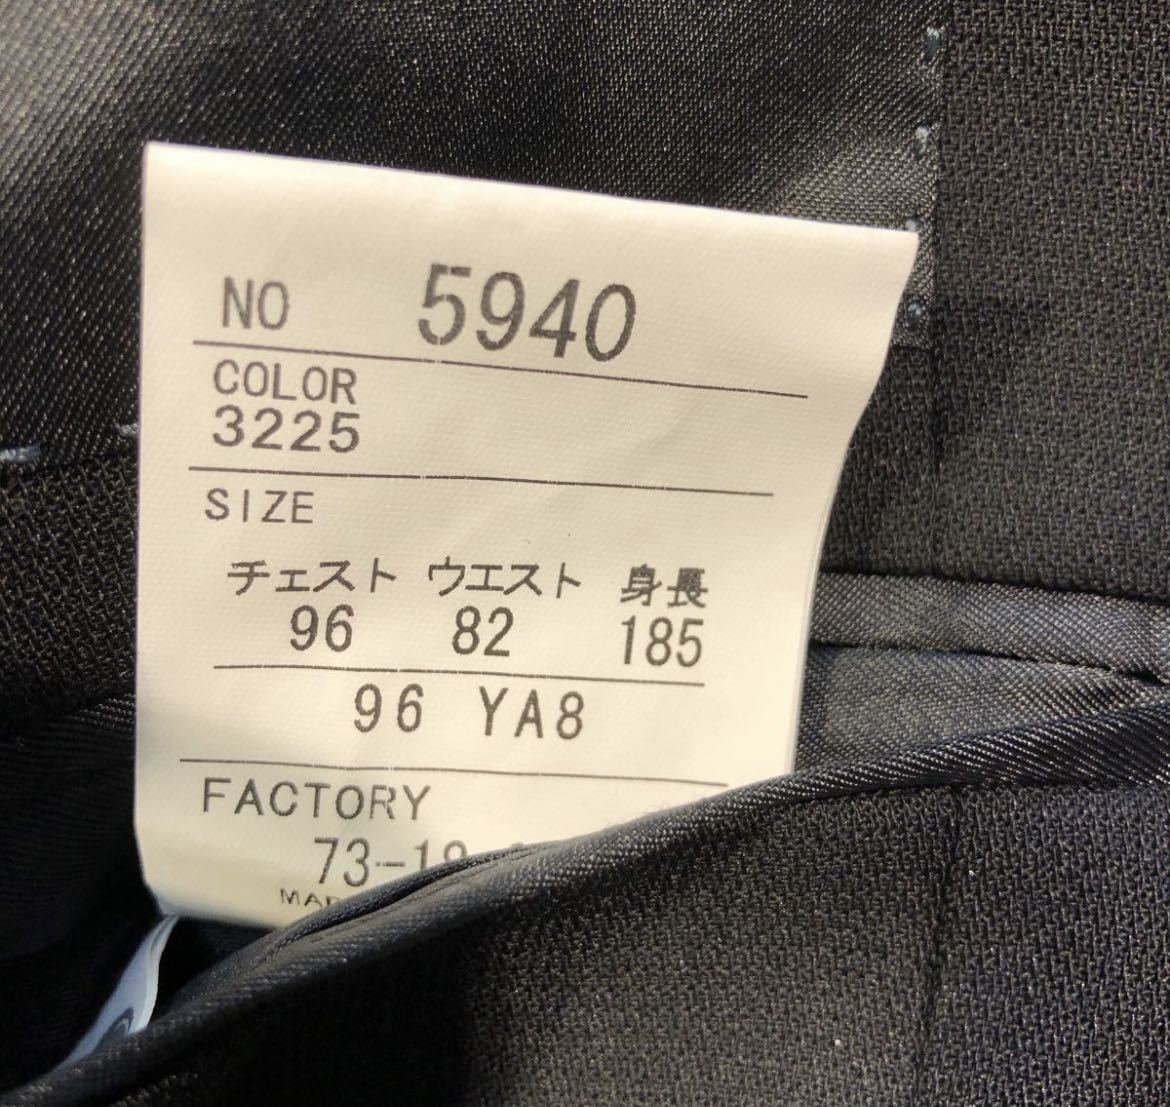 NO 5940
COLOR
3225
SIZE
チェスト ウエスト 身長
96 82 185
96 YA8
FACTORY